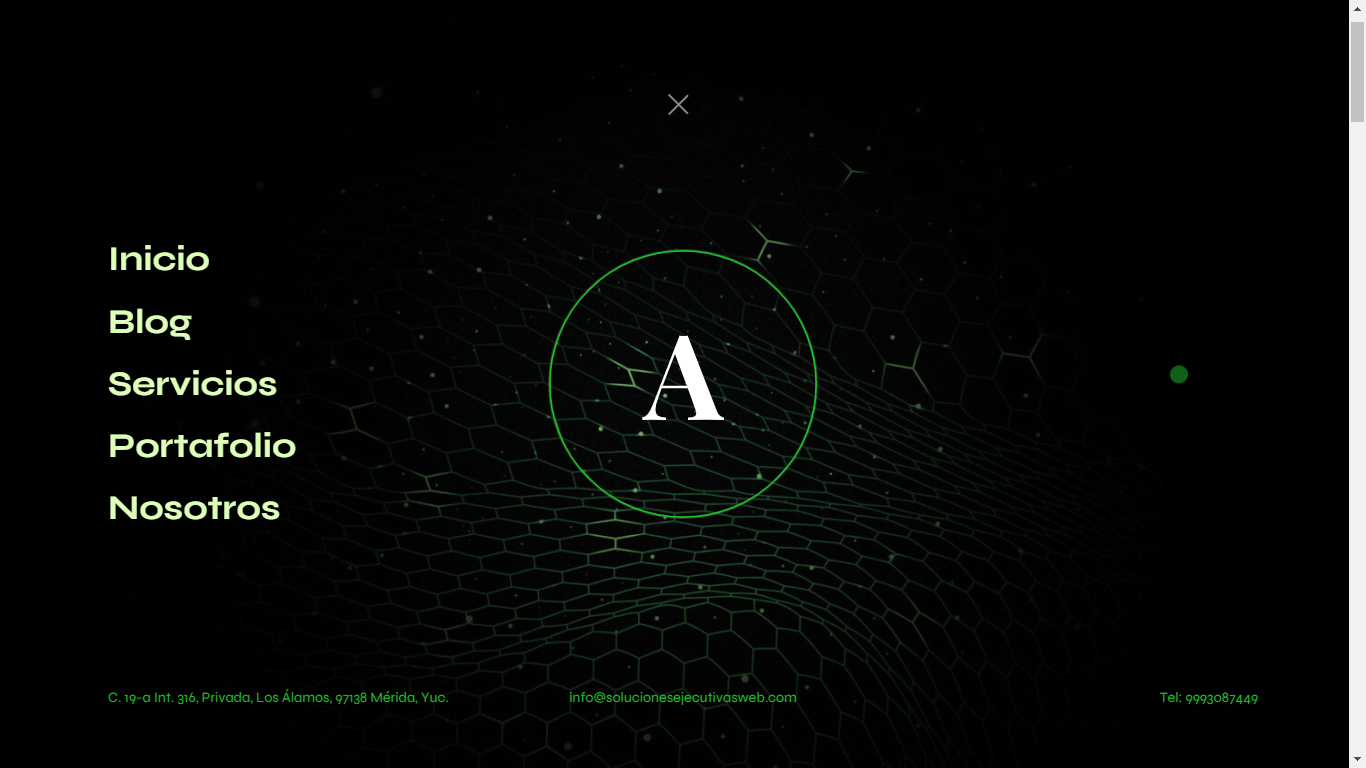 Inicio
Blog
Servicios
Portafolio
Nosotros
A
C. 19-a Int. 316, Privada, Los Álamos, 97138 Mérida, Yuc.
info@solucionesejecutivasweb.com
Tel: 9993087449